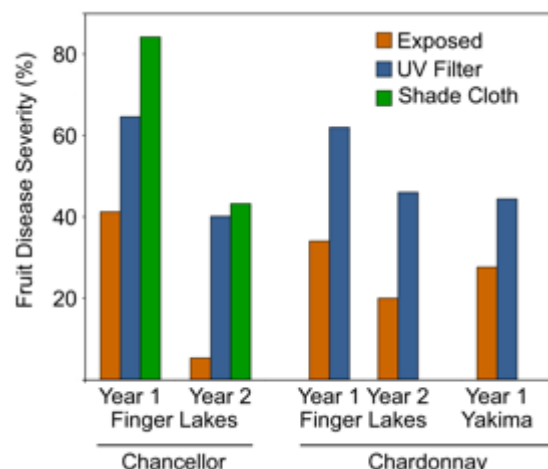 Fruit Disease Severity (%)
80
60
40
20
Exposed
UV Filter
Shade Cloth
Year 1 Year 2 Year 1 Year 2 Year 1
Finger Lakes Finger Lakes Yakima
Chancellor Chardonnay